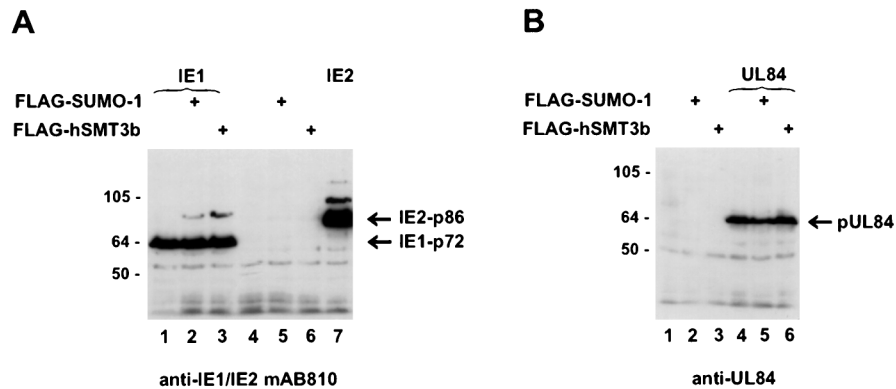 A
IE1 IE2
FLAG-SUMO-1 + +
FLAG-hSMT3b + +
105 -
64 -
50 -
← IE2-p86
← IE1-p72
1 2 3 4 5 6 7
anti-IE1/IE2 mAB810
B
UL84
FLAG-SUMO-1 + +
FLAG-hSMT3b + +
105 -
64 -
50 -
← pUL84
1 2 3 4 5 6
anti-UL84